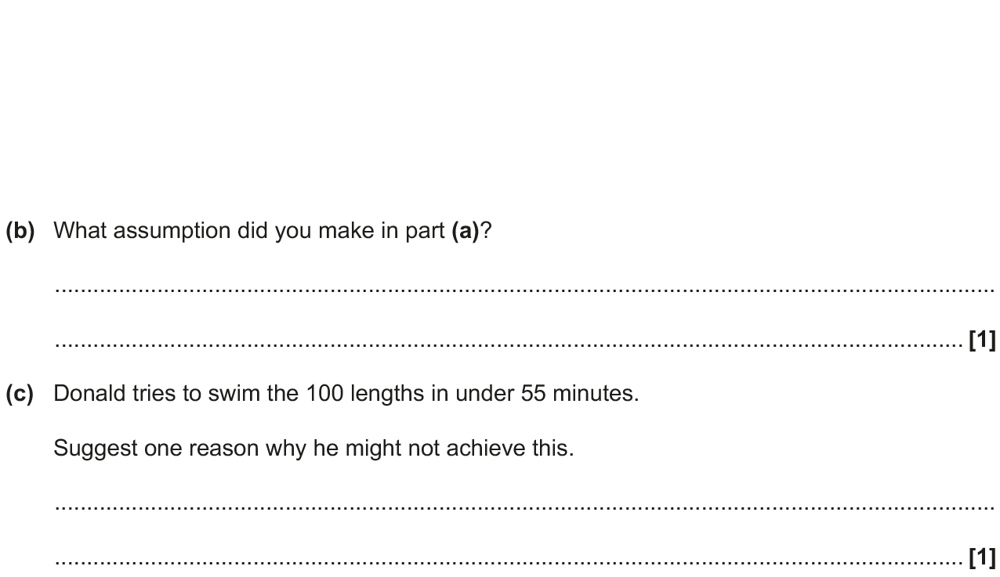 (b) What assumption did you make in part (a)?
....................................................................................................................................................
............................................................................................................................................... [1]
(c) Donald tries to swim the 100 lengths in under 55 minutes.
Suggest one reason why he might not achieve this.
....................................................................................................................................................
............................................................................................................................................... [1]